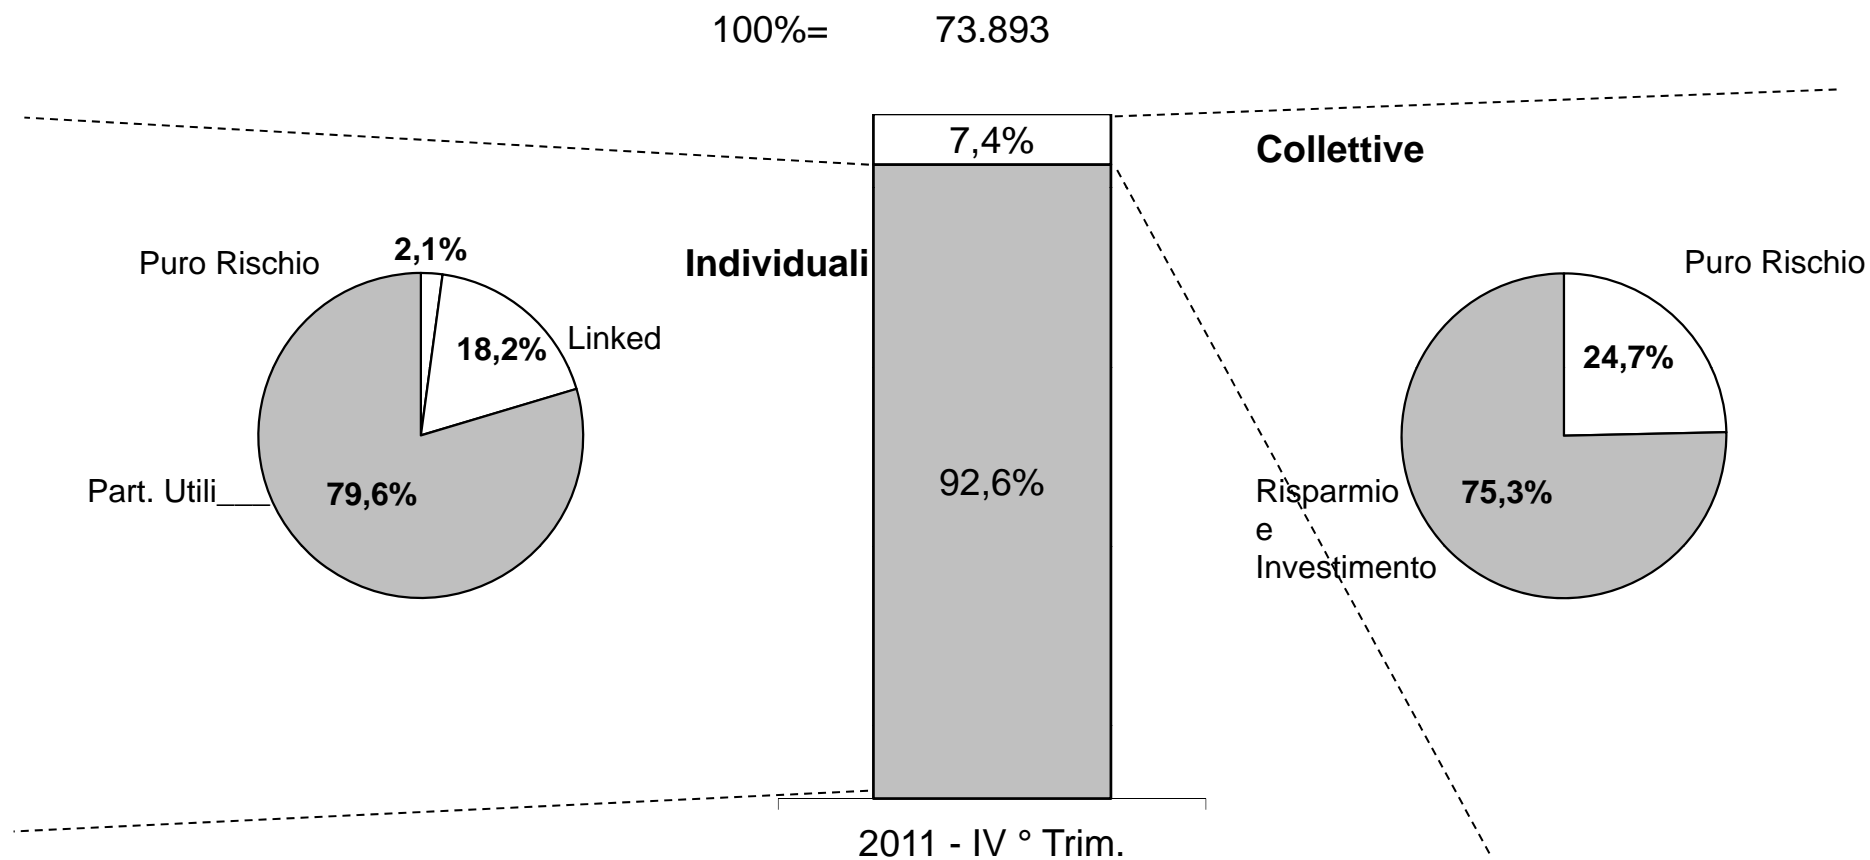 100%= 73.893
7,4%
Collettive
Puro Rischio
2,1%
Individuali
Puro Rischio
Linked
18,2%
24,7%
92,6%
Part. Utili___
79,6%
Risparmio
e
Investimento
75,3%
2011 - IV ° Trim.